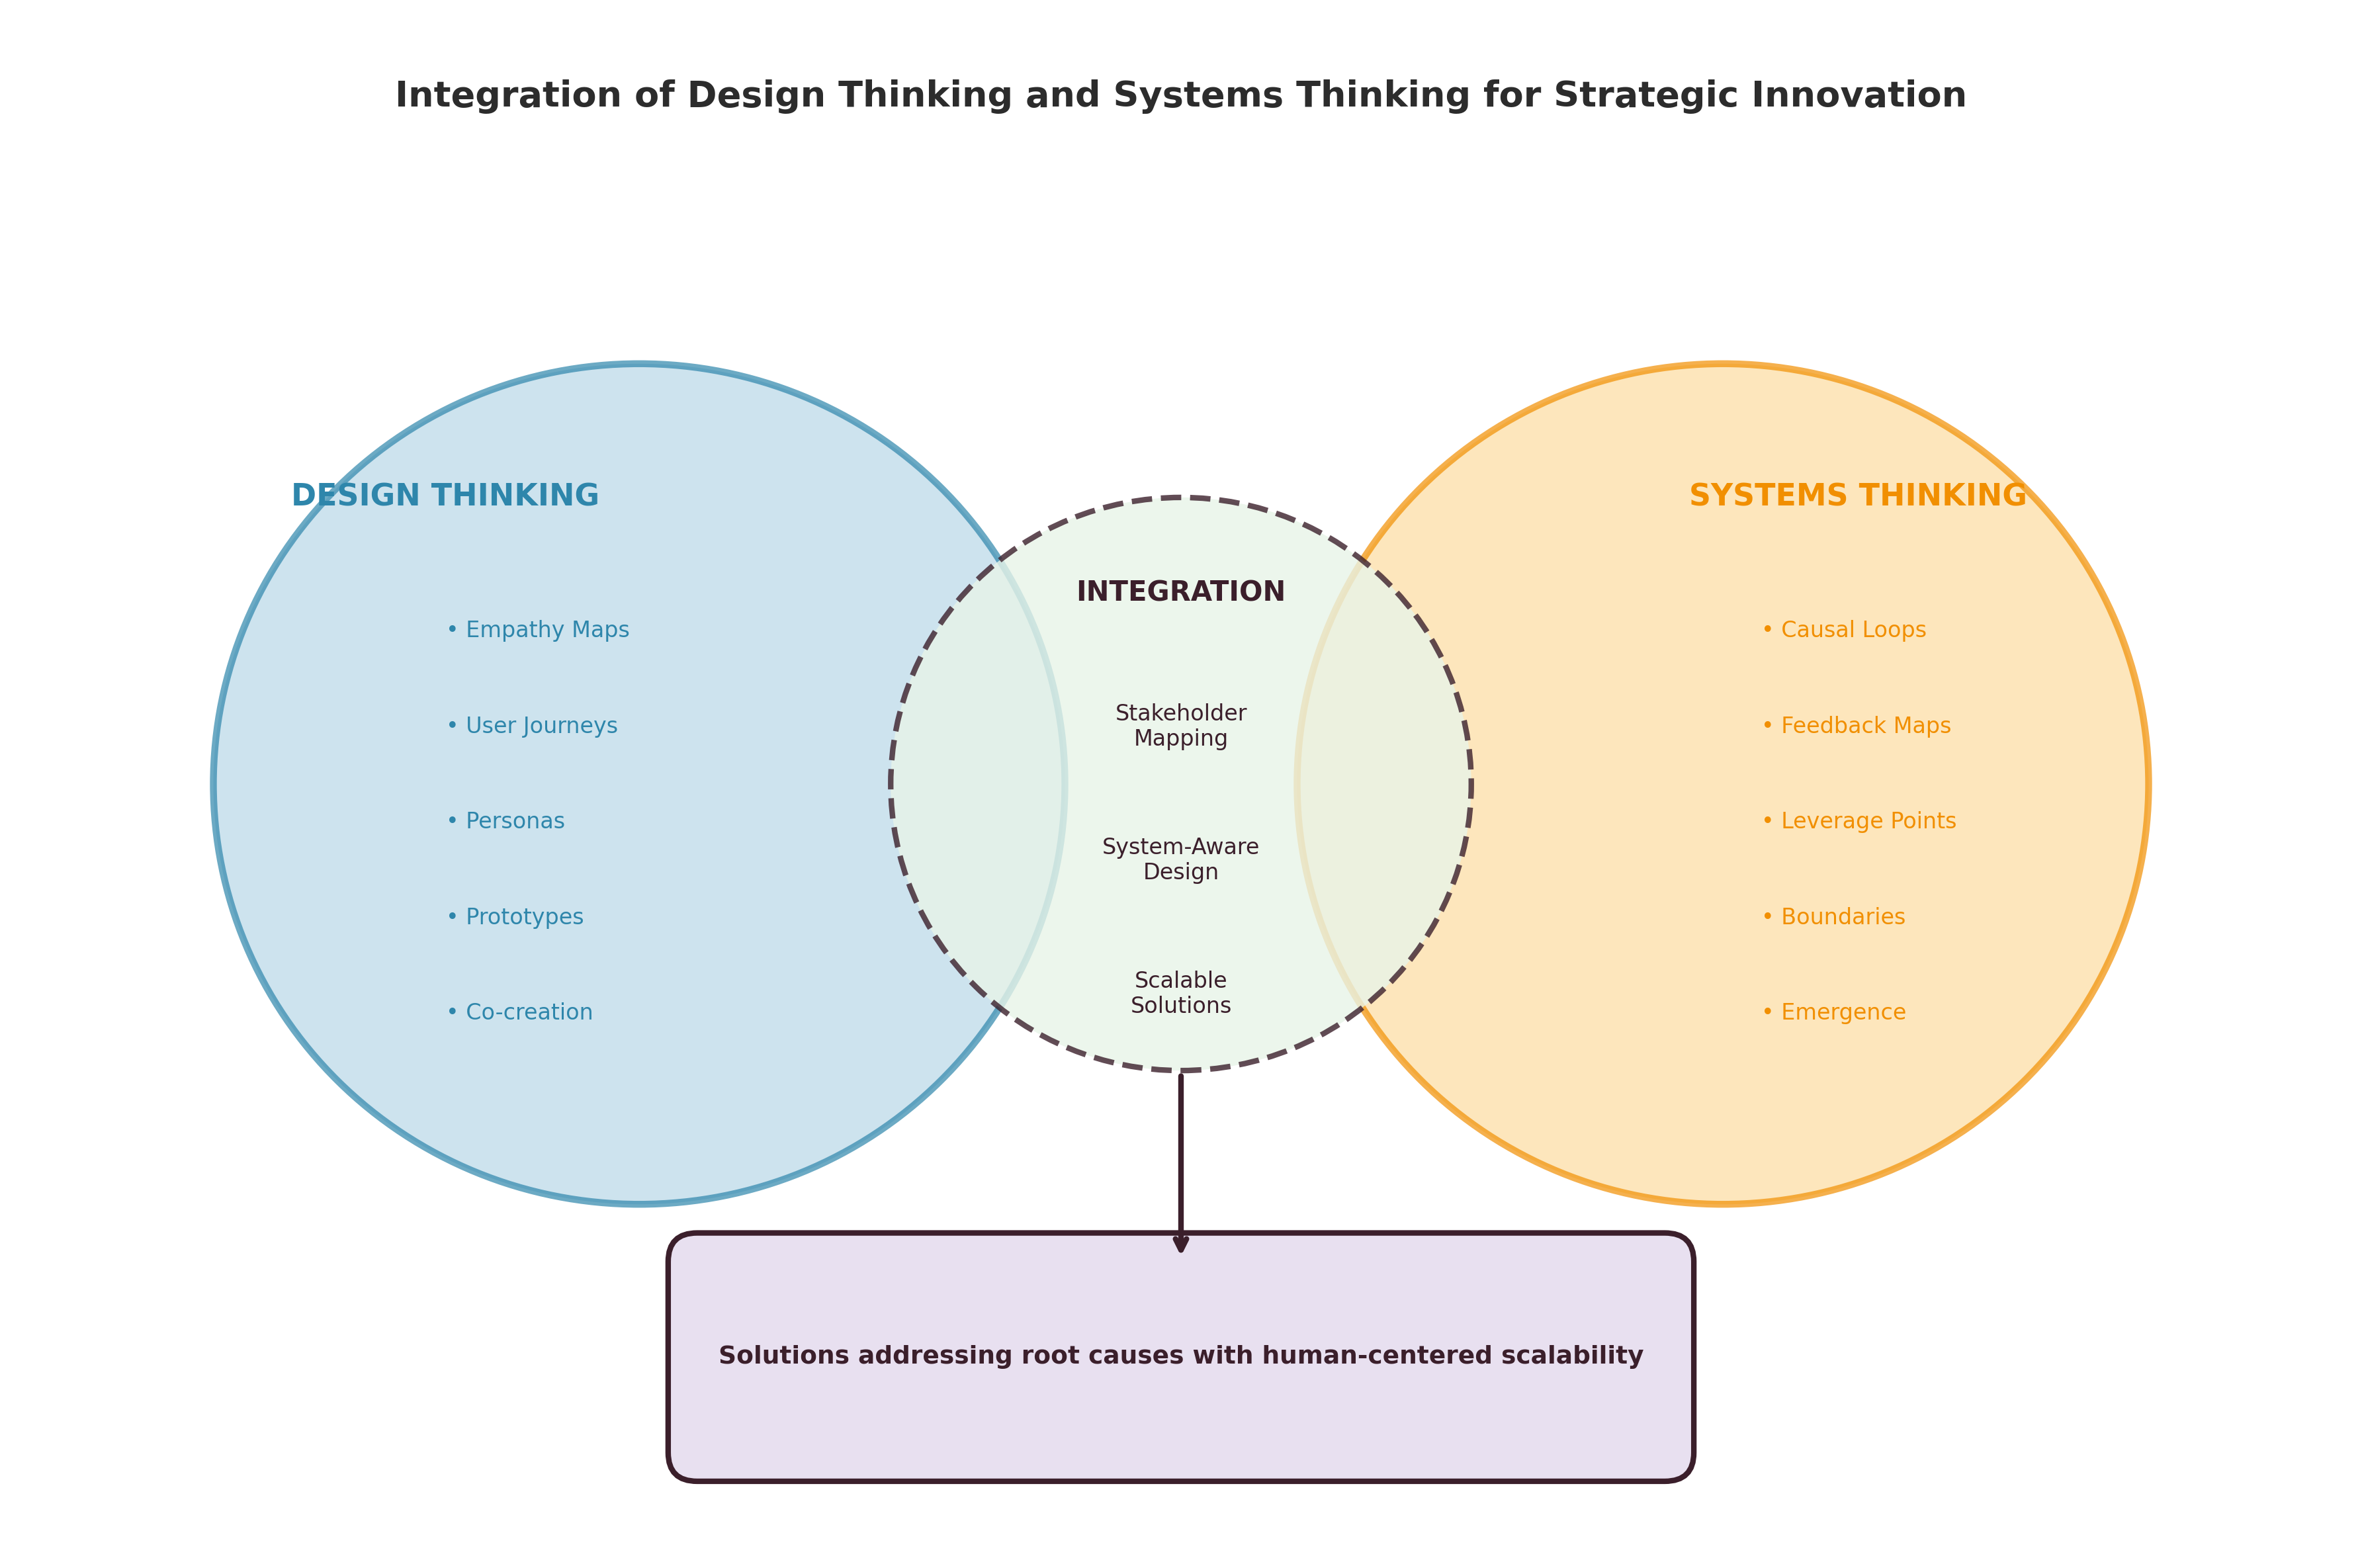 Integration of Design Thinking and Systems Thinking for Strategic Innovation
DESIGN THINKING
• Empathy Maps
• User Journeys
• Personas
• Prototypes
• Co-creation
INTEGRATION
Stakeholder
Mapping
System-Aware
Design
Scalable
Solutions
SYSTEMS THINKING
• Causal Loops
• Feedback Maps
• Leverage Points
• Boundaries
• Emergence
Solutions addressing root causes with human-centered scalability